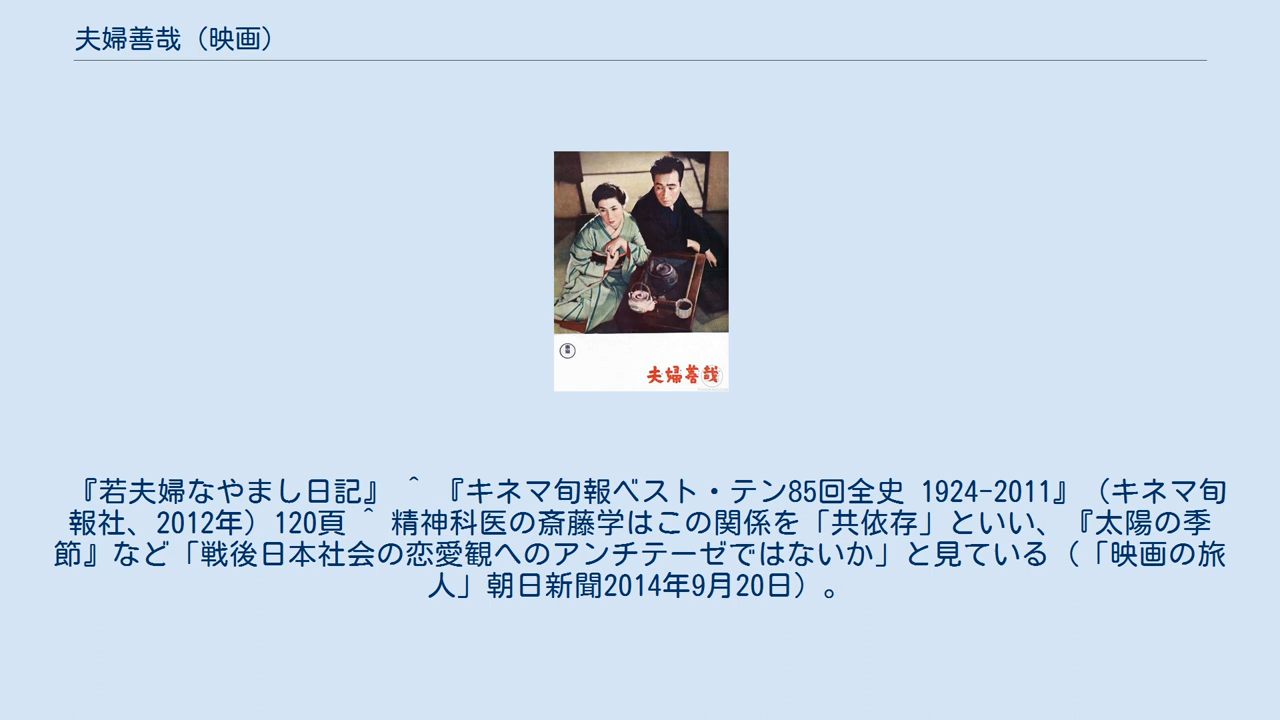 夫婦善哉（映画）
夫婦善哉
『若夫婦なやまし日記』 ^ 『キネマ旬報ベスト・テン85回全史 1924-2011』（キネマ旬
報社、2012年）120頁 ^ 精神科医の斎藤学はこの関係を「共依存」といい、『太陽の季
節』など「戦後日本社会の恋愛観へのアンチテーゼではないか」と見ている（「映画の旅
人」朝日新聞2014年9月20日）。